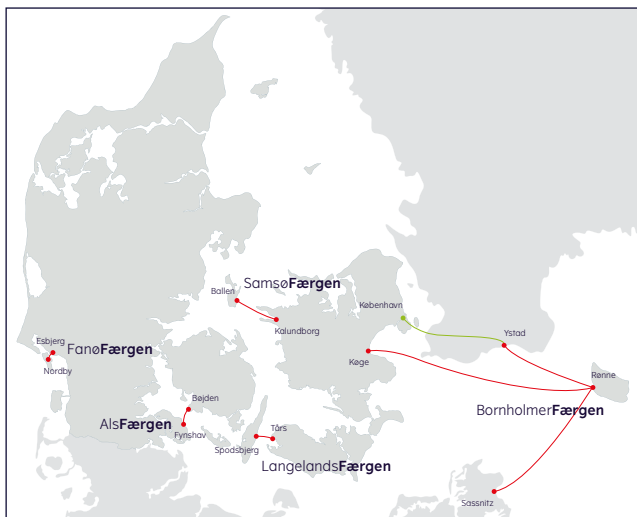 SamsøFærgen
Ballen
København
Kalundborg
Ystad
Esbjerg
FanøFærgen
Nordby
Køge
Rønne
Bøjden
BornholmerFærgen
AlsFærgen
Fynshav
Tårs
Spodsbjerg
LangelandsFærgen
Sassnitz